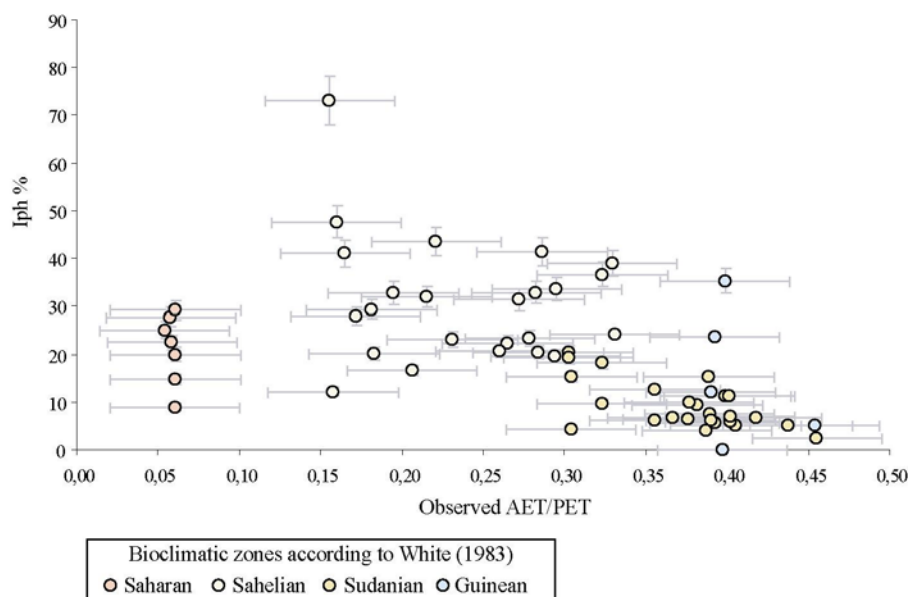 90
80
70
60
50
40
30
20
10
0
Iph %
0,00 0,05 0,10 0,15 0,20 0,25 0,30 0,35 0,40 0,45 0,50
Observed AET/PET
Bioclimatic zones according to White (1983)
Saharan Sahelian Sudanian Guinean